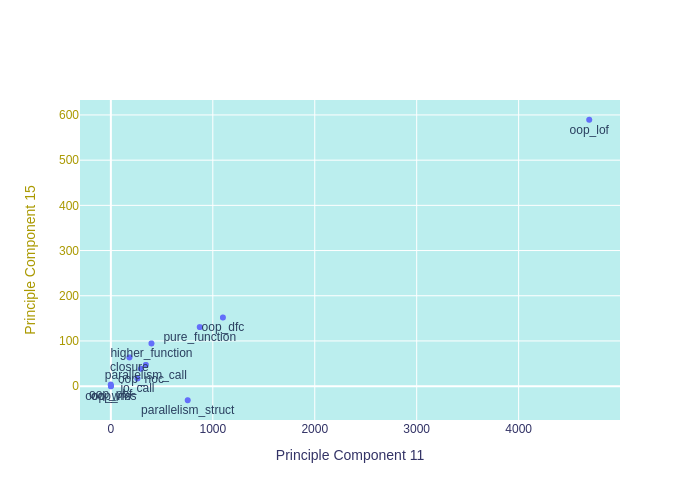 600
500
400
300
200
100
0
Principle Component 15
oop_lof
oop_dfc
pure_function
higher_function
closure
parallelism_call
oop_noc
io_call
parallelism_struct
0
1000
2000
3000
4000
Principle Component 11